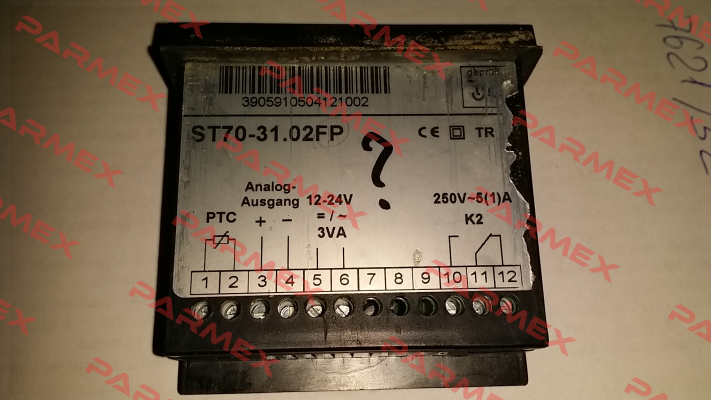 geprüft
3905910504121002
ST70-31.02FP ? CE TR
Analog-
Ausgang 12-24V 250V~5(1)A
PTC + − = / ~ K2
3VA
1 2 3 4 5 6 7 8 9 10 11 12
PARMEX